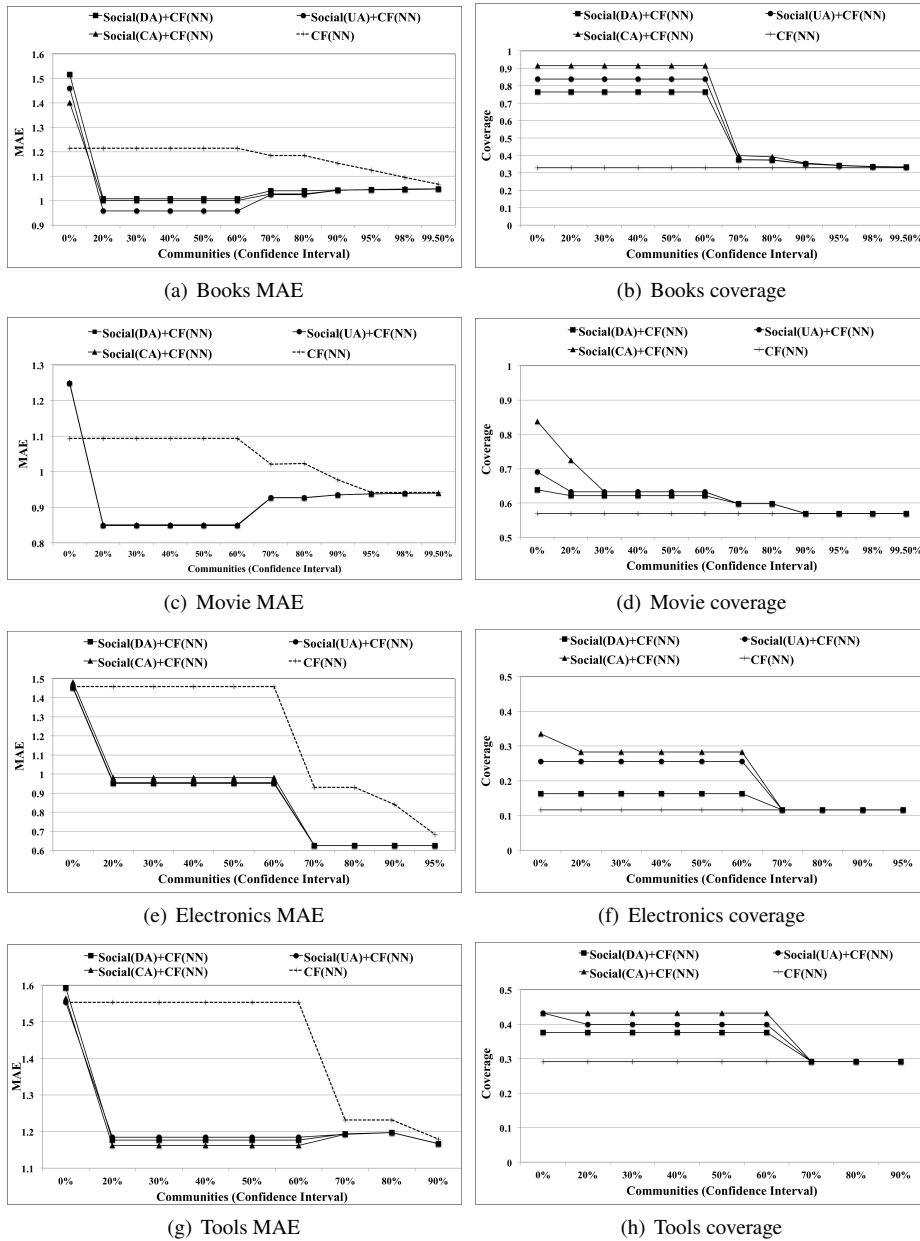 Social(DA)+CF(NN) Social(UA)+CF(NN)
Social(CA)+CF(NN) CF(NN)
MAE
1.6
1.5
1.4
1.3
1.2
1.1
1
0.9
0% 20% 30% 40% 50% 60% 70% 80% 90% 95% 98% 99.50%
Communities (Confidence Interval)
(a) Books MAE
Social(DA)+CF(NN) Social(UA)+CF(NN)
Social(CA)+CF(NN) CF(NN)
Coverage
1
0.9
0.8
0.7
0.6
0.5
0.4
0.3
0.2
0.1
0
0% 20% 30% 40% 50% 60% 70% 80% 90% 95% 98% 99.50%
Communities (Confidence Interval)
(b) Books coverage
Social(DA)+CF(NN) Social(UA)+CF(NN)
Social(CA)+CF(NN) CF(NN)
MAE
1.3
1.2
1.1
1
0.9
0.8
0% 20% 30% 40% 50% 60% 70% 80% 90% 95% 98% 99.50%
Communities (Confidence Interval)
(c) Movie MAE
Social(DA)+CF(NN) Social(UA)+CF(NN)
Social(CA)+CF(NN) CF(NN)
Coverage
1
0.9
0.8
0.7
0.6
0.5
0% 20% 30% 40% 50% 60% 70% 80% 90% 95% 98% 99.50%
Communities (Confidence Interval)
(d) Movie coverage
Social(DA)+CF(NN) Social(UA)+CF(NN)
Social(CA)+CF(NN) CF(NN)
MAE
1.5
1.4
1.3
1.2
1.1
1
0.9
0.8
0.7
0.6
0% 20% 30% 40% 50% 60% 70% 80% 90% 95%
Communities (Confidence Interval)
(e) Electronics MAE
Social(DA)+CF(NN) Social(UA)+CF(NN)
Social(CA)+CF(NN) CF(NN)
Coverage
0.5
0.4
0.3
0.2
0.1
0
0% 20% 30% 40% 50% 60% 70% 80% 90% 95%
Communities (Confidence Interval)
(f) Electronics coverage
Social(DA)+CF(NN) Social(UA)+CF(NN)
Social(CA)+CF(NN) CF(NN)
MAE
1.6
1.5
1.4
1.3
1.2
1.1
0% 20% 30% 40% 50% 60% 70% 80% 90%
Communities (Confidence Interval)
(g) Tools MAE
Social(DA)+CF(NN) Social(UA)+CF(NN)
Social(CA)+CF(NN) CF(NN)
Coverage
0.5
0.4
0.3
0.2
0.1
0
0% 20% 30% 40% 50% 60% 70% 80% 90%
Communities (Confidence Interval)
(h) Tools coverage